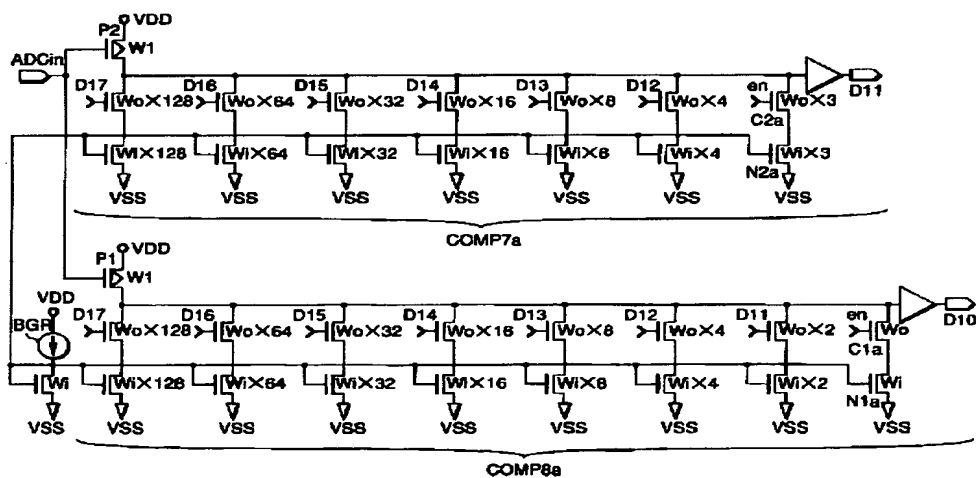 P2 VDD
ADCin W1
D17 D16 D15 D14 D13 D12 en D11
Wo×128 Wo×64 Wo×32 Wo×16 Wo×8 Wo×4 Wo×3
C2a
Wi×128 Wi×64 Wi×32 Wi×16 Wi×8 Wi×4 Wi×3
N2a
VSS VSS VSS VSS VSS VSS VSS
COMP7a
P1 VDD
W1
VDD
BGR
D17 D16 D15 D14 D13 D12 D11 en D10
Wo×128 Wo×64 Wo×32 Wo×16 Wo×8 Wo×4 Wo×2 Wo
C1a
Wi Wi×128 Wi×64 Wi×32 Wi×16 Wi×8 Wi×4 Wi×2 Wi
N1a
VSS VSS VSS VSS VSS VSS VSS VSS VSS
COMP8a